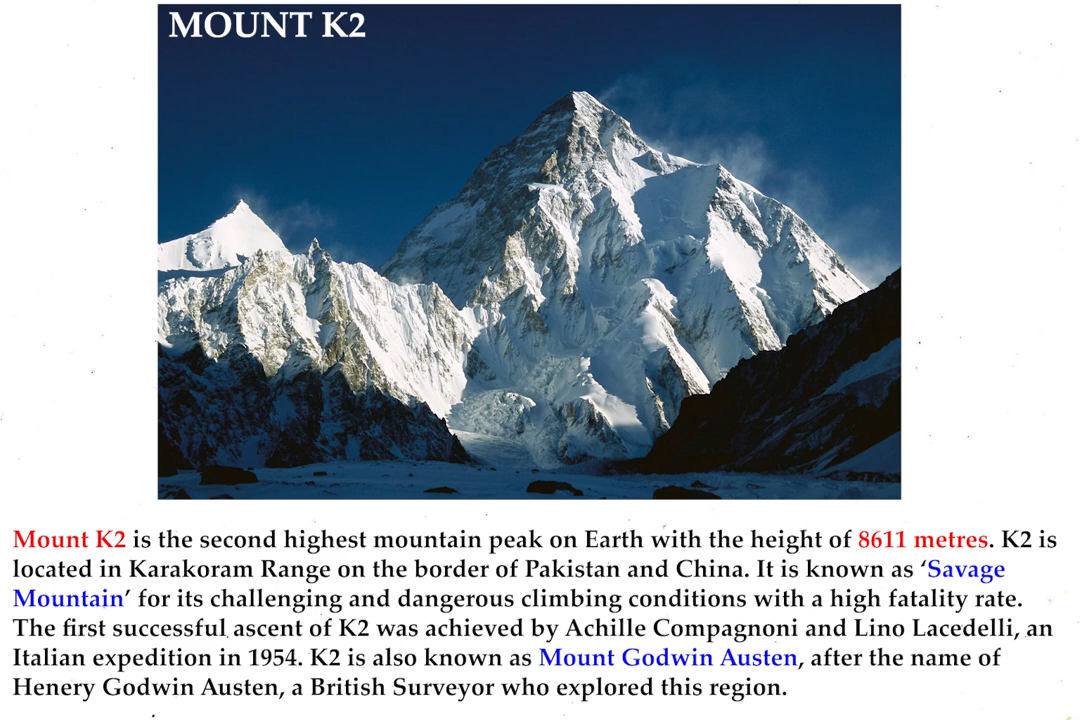 MOUNT K2
Mount K2 is the second highest mountain peak on Earth with the height of 8611 metres. K2 is
located in Karakoram Range on the border of Pakistan and China. It is known as ‘Savage
Mountain’ for its challenging and dangerous climbing conditions with a high fatality rate.
The first successful ascent of K2 was achieved by Achille Compagnoni and Lino Lacedelli, an
Italian expedition in 1954. K2 is also known as Mount Godwin Austen, after the name of
Henery Godwin Austen, a British Surveyor who explored this region.